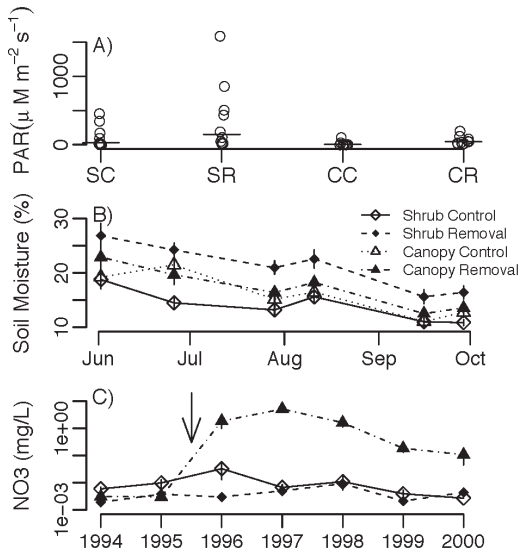 A)
PAR(μ M m⁻² s⁻¹)
1000
0
SC SR CC CR
B)
Soil Moisture (%)
30
10
Shrub Control
Shrub Removal
Canopy Control
Canopy Removal
Jun Jul Aug Sep Oct
C)
NO3 (mg/L)
1e+00
1e−03
1994 1995 1996 1997 1998 1999 2000